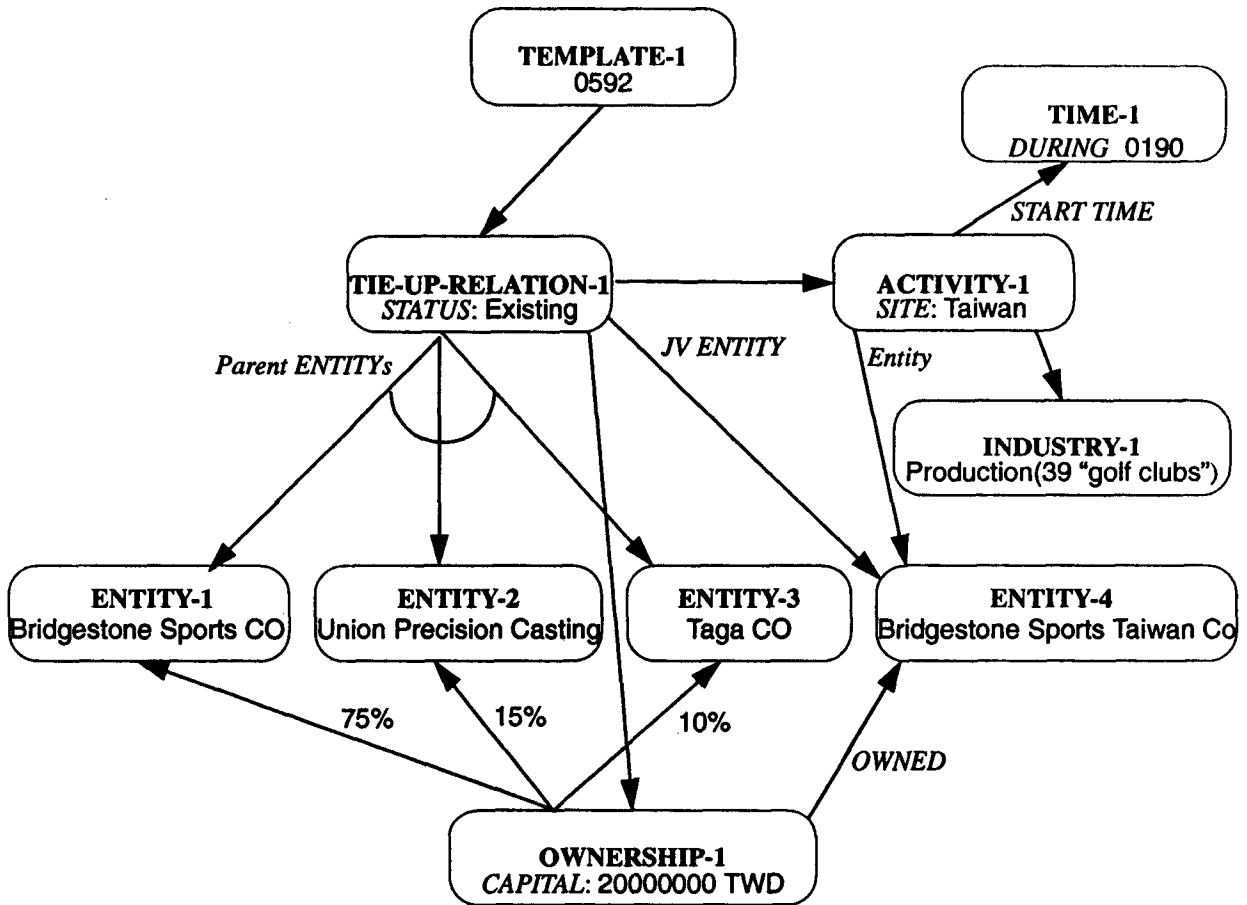 TEMPLATE-1
0592
TIME-1
DURING 0190
START TIME
TIE-UP-RELATION-1
STATUS: Existing
ACTIVITY-1
SITE: Taiwan
Parent ENTITYs
JV ENTITY
Entity
INDUSTRY-1
Production(39 “golf clubs”)
ENTITY-1
Bridgestone Sports CO
ENTITY-2
Union Precision Casting
ENTITY-3
Taga CO
ENTITY-4
Bridgestone Sports Taiwan Co
75%
15%
10%
OWNED
OWNERSHIP-1
CAPITAL: 20000000 TWD